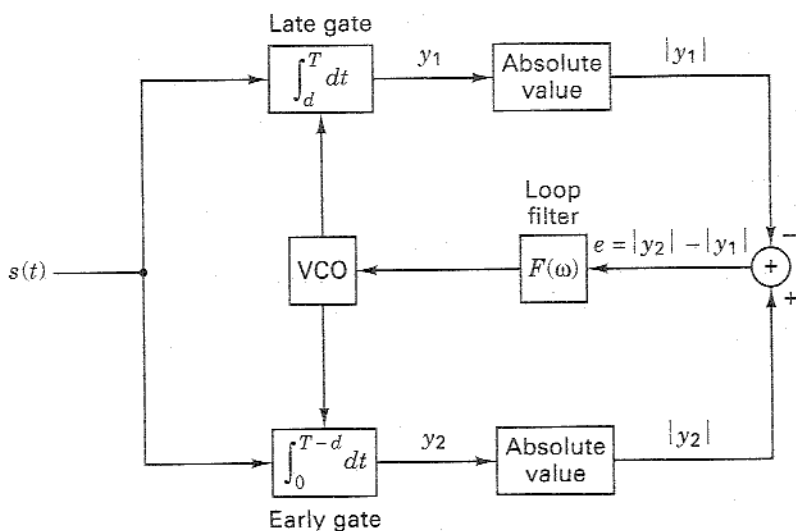 Late gate
∫_d^T dt
y₁
Absolute
value
|y₁|
Loop
filter
−
s(t)
VCO
F(ω)
e = |y₂| − |y₁|
+
+
∫_0^{T−d} dt
y₂
Absolute
value
|y₂|
Early gate